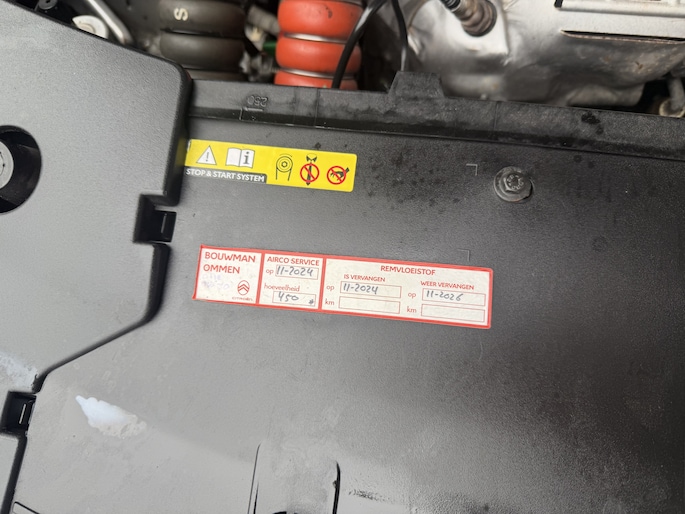 S
250
STOP & START SYSTEM
BOUWMAN
OMMEN
AIRCO SERVICE
op 11-2024
hoeveelheid
450
REMVLOEISTOF
IS VERVANGEN
op 11-2024
km
WEER VERVANGEN
op 11-2026
km